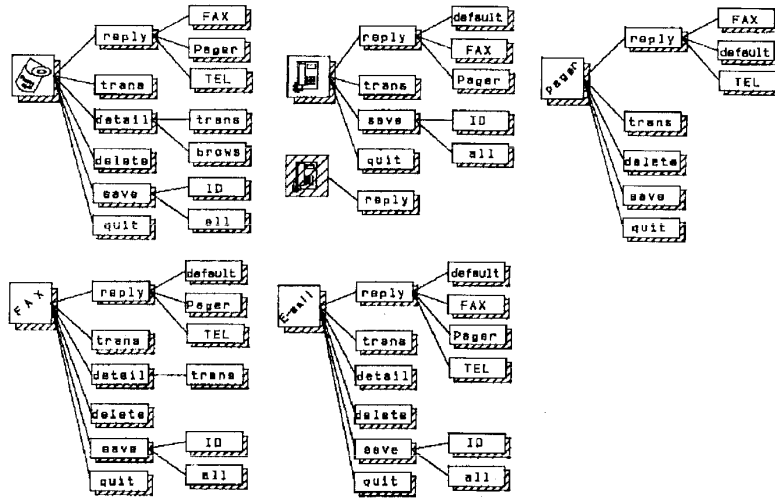 reply
FAX
Pager
TEL
trans
detail
trans
brows
delete
save
ID
all
quit
reply
default
FAX
Pager
trans
save
ID
all
quit
reply
pager
reply
FAX
default
TEL
trans
delete
save
quit
FAX
reply
default
Pager
TEL
trans
detail
trans
delete
save
ID
all
quit
E-mail
reply
default
FAX
Pager
TEL
trans
detail
delete
save
ID
all
quit